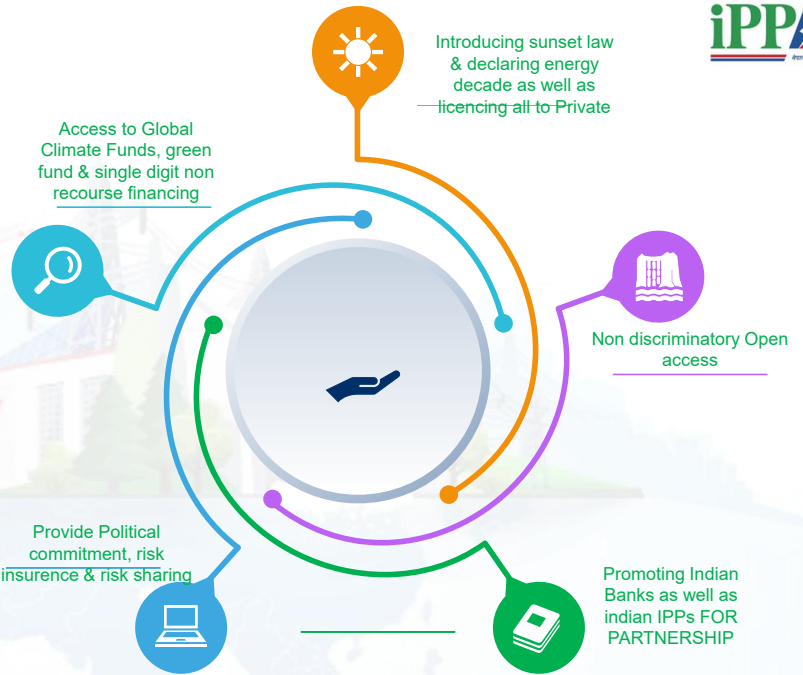 iPPA
Introducing sunset law
& declaring energy
decade as well as
licencing all to Private
Access to Global
Climate Funds, green
fund & single digit non
recourse financing
Non discriminatory Open
access
Provide Political
commitment, risk
insurence & risk sharing
Promoting Indian
Banks as well as
indian IPPs FOR
PARTNERSHIP